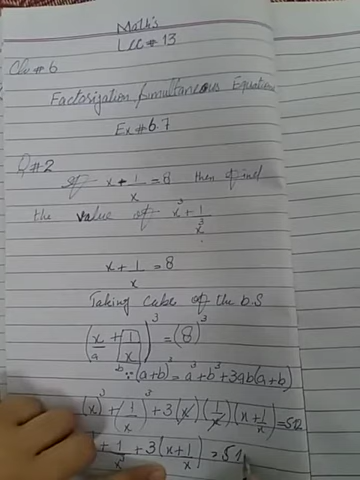 Math's
Lec # 13
Ch # 6
Factorization, Simultaneous Equation
Ex # 6.7
Q # 2
If x + 1/x = 8 then find
the value of x³ + 1/x³
x + 1/x = 8
Taking cube of the b.S
(x + 1/x)³ = (8)³
a b
∵ (a+b)³ = a³ + b³ + 3ab(a+b)
(x)³ + (1/x)³ + 3(x)(1/x)(x + 1/x) = 512
+ 1/x³ + 3(x + 1/x) = 51